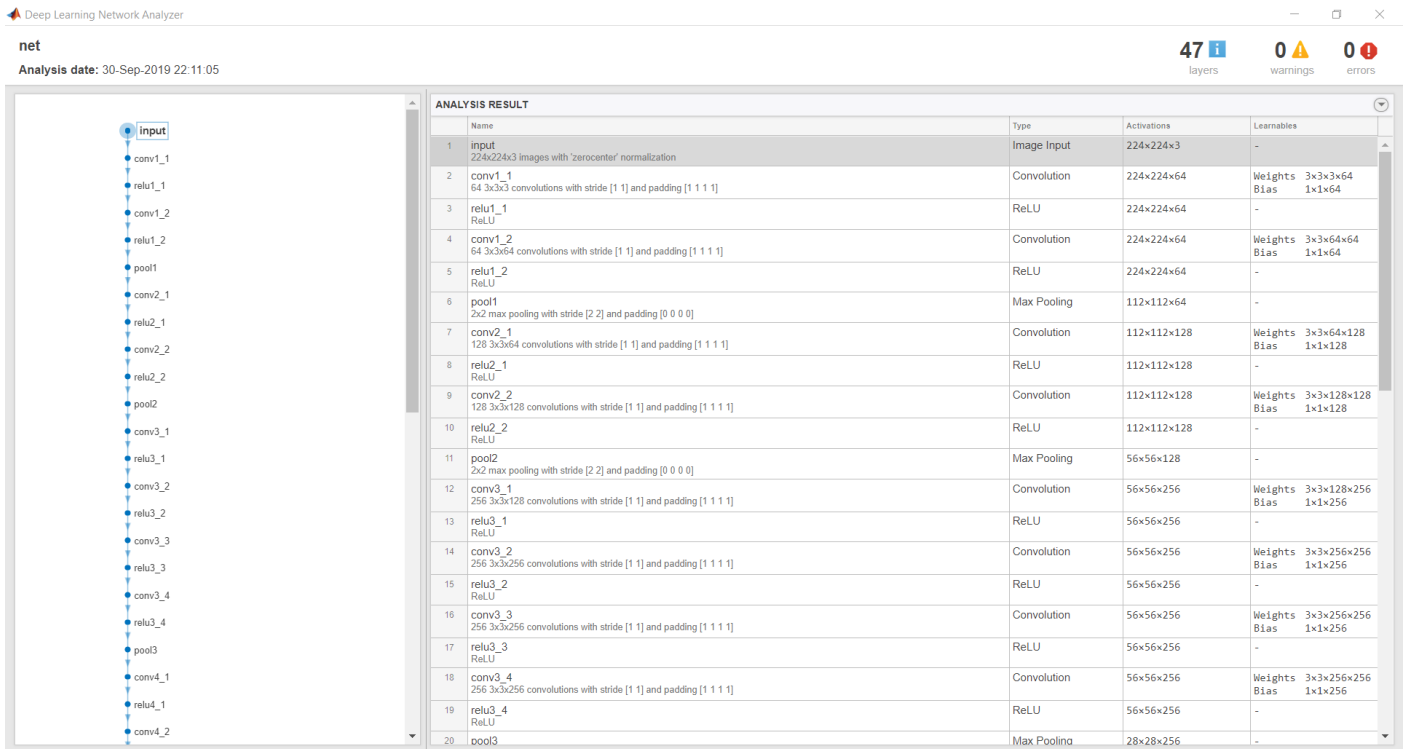 Deep Learning Network Analyzer
net
Analysis date: 30-Sep-2019 22:11:05
47 i
layers
0
warnings
0
errors
input
conv1_1
relu1_1
conv1_2
relu1_2
pool1
conv2_1
relu2_1
conv2_2
relu2_2
pool2
conv3_1
relu3_1
conv3_2
relu3_2
conv3_3
relu3_3
conv3_4
relu3_4
pool3
conv4_1
relu4_1
conv4_2
ANALYSIS RESULT
Name Type Activations Learnables
1 input Image Input 224×224×3 -
224x224x3 images with 'zerocenter' normalization
2 conv1_1 Convolution 224×224×64 Weights 3×3×3×64
64 3x3x3 convolutions with stride [1 1] and padding [1 1 1 1] Bias 1×1×64
3 relu1_1 ReLU 224×224×64 -
ReLU
4 conv1_2 Convolution 224×224×64 Weights 3×3×64×64
64 3x3x64 convolutions with stride [1 1] and padding [1 1 1 1] Bias 1×1×64
5 relu1_2 ReLU 224×224×64 -
ReLU
6 pool1 Max Pooling 112×112×64 -
2x2 max pooling with stride [2 2] and padding [0 0 0 0]
7 conv2_1 Convolution 112×112×128 Weights 3×3×64×128
128 3x3x64 convolutions with stride [1 1] and padding [1 1 1 1] Bias 1×1×128
8 relu2_1 ReLU 112×112×128 -
ReLU
9 conv2_2 Convolution 112×112×128 Weights 3×3×128×128
128 3x3x128 convolutions with stride [1 1] and padding [1 1 1 1] Bias 1×1×128
10 relu2_2 ReLU 112×112×128 -
ReLU
11 pool2 Max Pooling 56×56×128 -
2x2 max pooling with stride [2 2] and padding [0 0 0 0]
12 conv3_1 Convolution 56×56×256 Weights 3×3×128×256
256 3x3x128 convolutions with stride [1 1] and padding [1 1 1 1] Bias 1×1×256
13 relu3_1 ReLU 56×56×256 -
ReLU
14 conv3_2 Convolution 56×56×256 Weights 3×3×256×256
256 3x3x256 convolutions with stride [1 1] and padding [1 1 1 1] Bias 1×1×256
15 relu3_2 ReLU 56×56×256 -
ReLU
16 conv3_3 Convolution 56×56×256 Weights 3×3×256×256
256 3x3x256 convolutions with stride [1 1] and padding [1 1 1 1] Bias 1×1×256
17 relu3_3 ReLU 56×56×256 -
ReLU
18 conv3_4 Convolution 56×56×256 Weights 3×3×256×256
256 3x3x256 convolutions with stride [1 1] and padding [1 1 1 1] Bias 1×1×256
19 relu3_4 ReLU 56×56×256 -
ReLU
20 pool3 Max Pooling 28×28×256 -